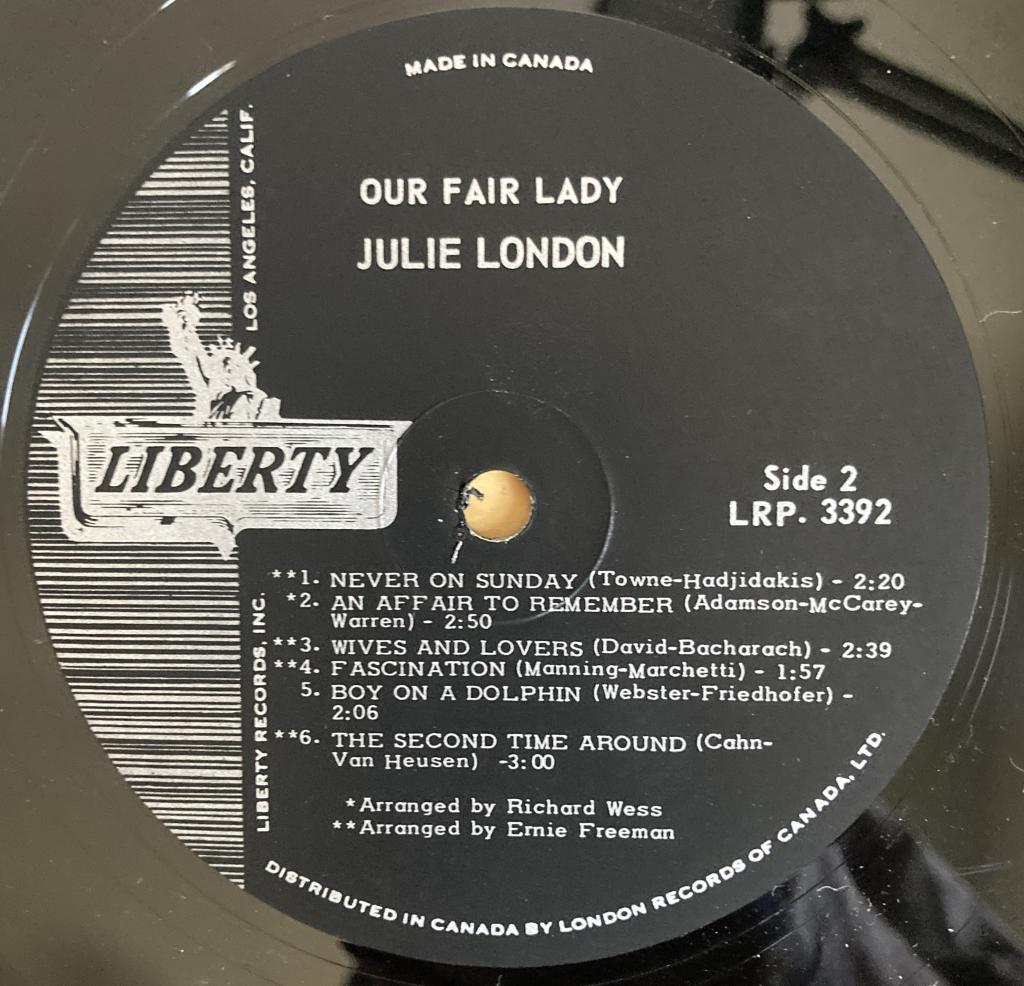 MADE IN CANADA
OUR FAIR LADY
JULIE LONDON
LOS ANGELES, CALIF.
LIBERTY
Side 2
LRP. 3392
LIBERTY RECORDS, INC.
**1. NEVER ON SUNDAY (Towne-Hadjidakis) - 2:20
*2. AN AFFAIR TO REMEMBER (Adamson-McCarey-
Warren) - 2:50
**3. WIVES AND LOVERS (David-Bacharach) - 2:39
**4. FASCINATION (Manning-Marchetti) - 1:57
5. BOY ON A DOLPHIN (Webster-Friedhofer) -
2:06
**6. THE SECOND TIME AROUND (Cahn-
Van Heusen) -3:00
*Arranged by Richard Wess
**Arranged by Ernie Freeman
DISTRIBUTED IN CANADA BY LONDON RECORDS OF CANADA, LTD.